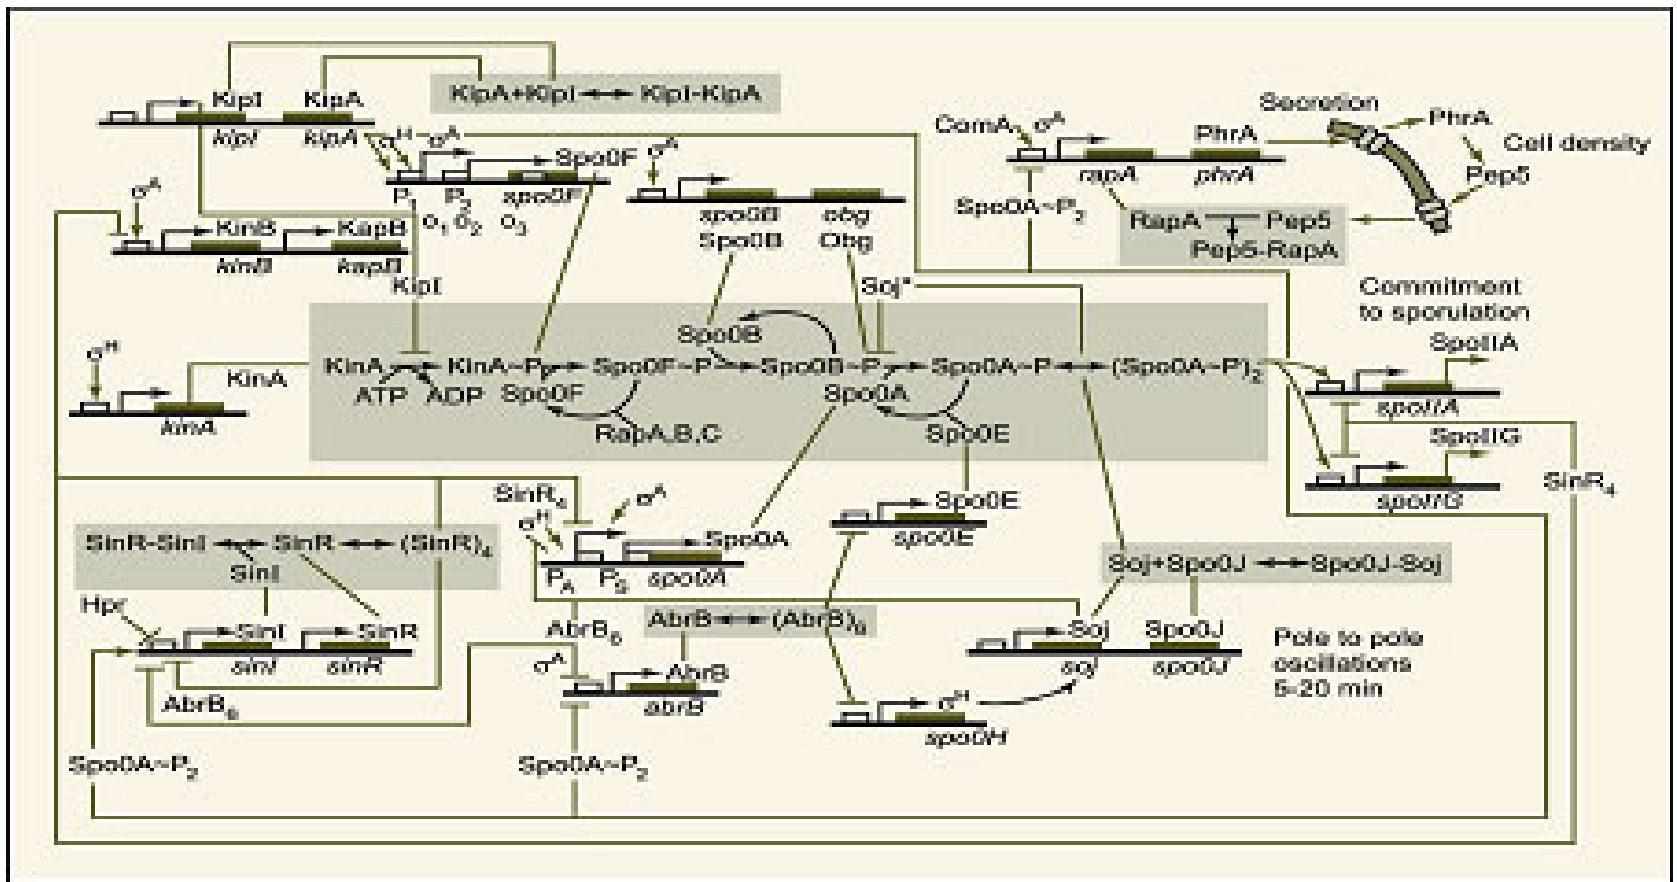 KipI KipA
kipI kipA
KipA+KipI KipI-KipA
σH σA
Spo0F
P1 P2 spo0F
o1 o2 o3
σA
spo0B obg
Spo0B Obg
ComA σA
PhrA
rapA phrA
Secretion
PhrA
Cell density
Pep5
Spo0A~P2
RapA Pep5
Pep5-RapA
σA
KinB KapB
kinB kapB
KipI
Soj*
Commitment
to sporulation
SpoIIA
spoIIA
SpoIIG
spoIIG
SinR4
σH
KinA
kinA
Spo0B
KinA KinA~P Spo0F~P Spo0B~P Spo0A~P (Spo0A~P)2
ATP ADP Spo0F Spo0A
RapA,B,C Spo0E
SinR4 σA
σH
Spo0A
PA PS spo0A
Spo0E
spo0E
SinR-SinI SinR (SinR)4
SinI
Hpr
SinI SinR
sinI sinR
AbrB6
Spo0A~P2
AbrB6
AbrB (AbrB)6
σA
AbrB
abrB
Spo0A~P2
σH
spo0H
Soj+Spo0J Spo0J-Soj
Soj Spo0J
soj spo0J
Pole to pole
oscillations
5-20 min